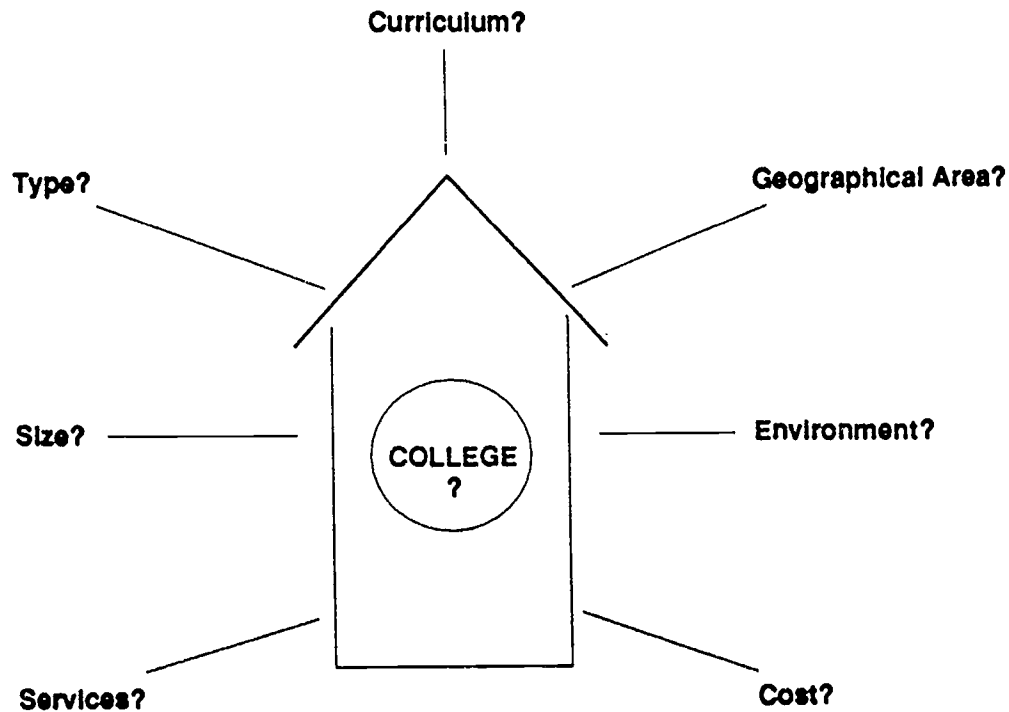 Curriculum?
Type?
Geographical Area?
Size?
Environment?
COLLEGE
?
Services?
Cost?